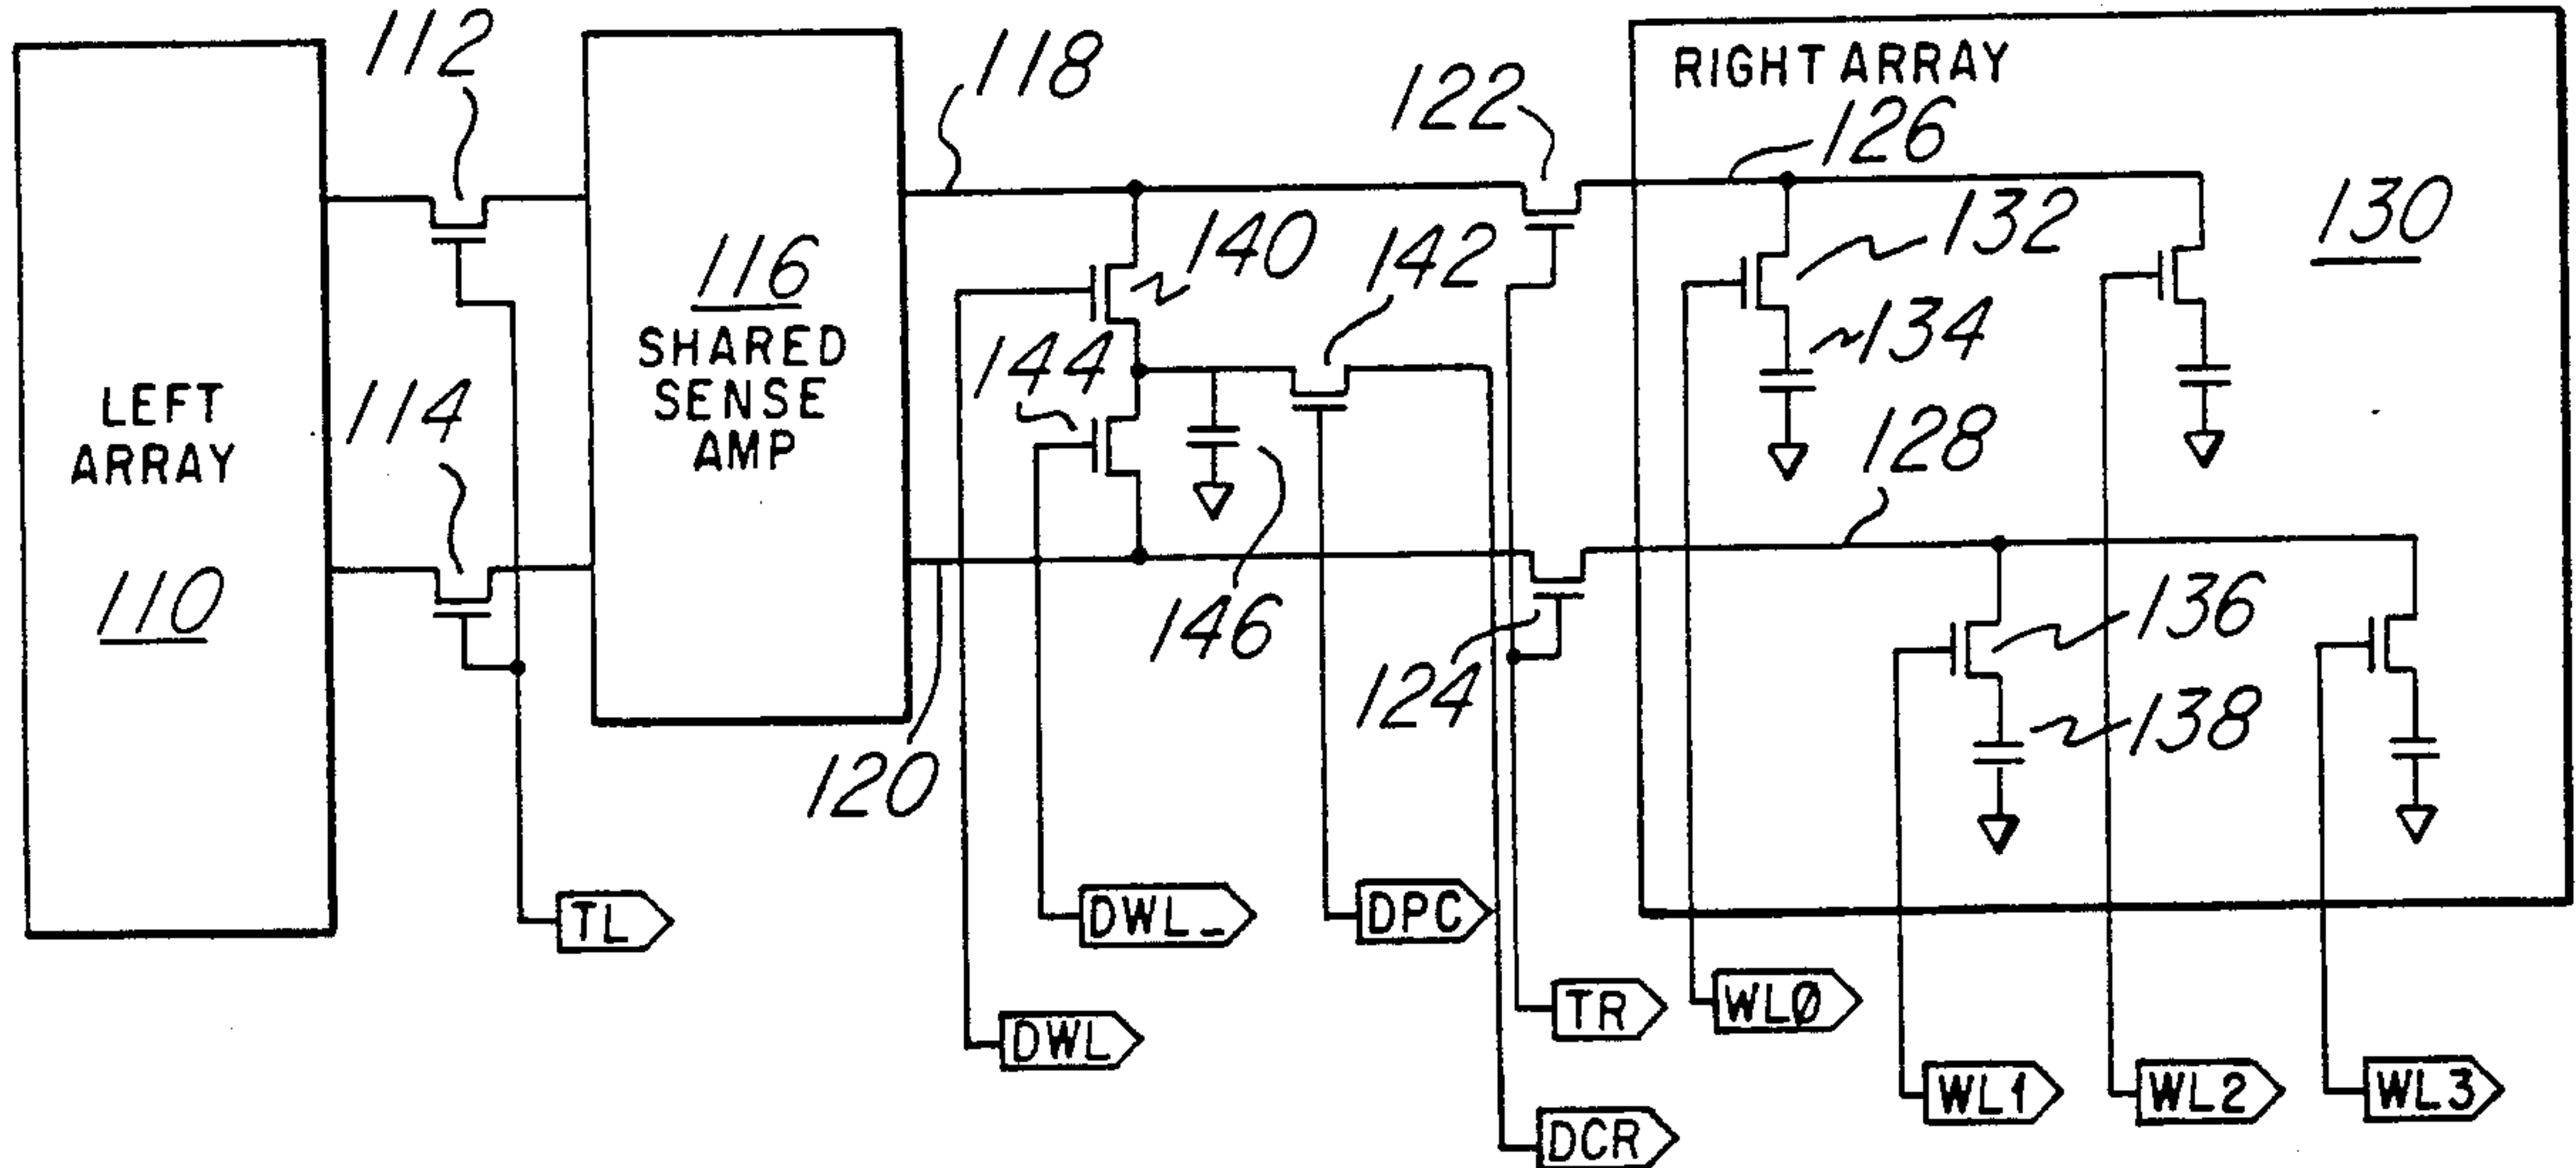 112
118
RIGHT ARRAY
122
126
130
132
140
142
116
SHARED
SENSE
AMP
134
144
114
LEFT
ARRAY
128
110
146
136
124
138
120
TL
DWL_
DPC
TR
WLØ
DWL
WL1
WL2
WL3
DCR